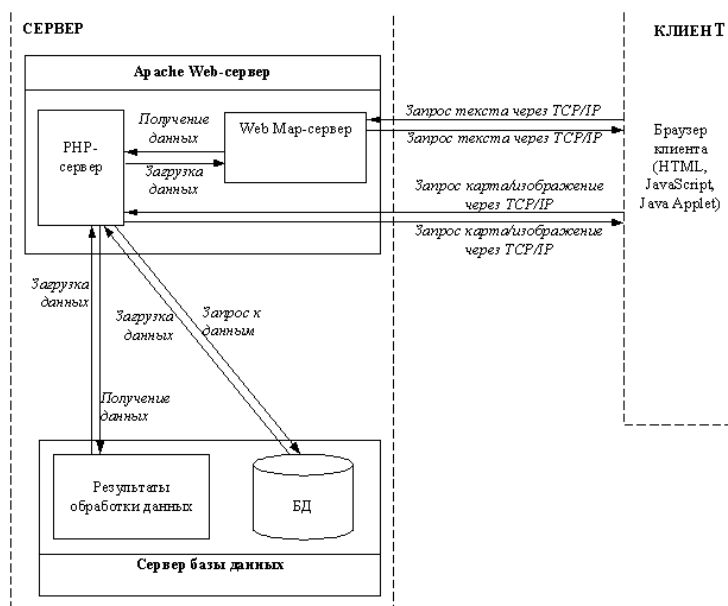 СЕРВЕР
КЛИЕНТ
Apache Web-сервер
PHP-
сервер
Получение
данных
Загрузка
данных
Web Map-сервер
Запрос текста через TCP/IP
Запрос текста через TCP/IP
Браузер
клиента
(HTML,
JavaScript,
Java Applet)
Запрос карта/изображение
через TCP/IP
Запрос карта/изображение
через TCP/IP
Загрузка
данных
Загрузка
данных
Запрос к
данным
Получение
данных
Результаты
обработки данных
БД
Сервер базы данных